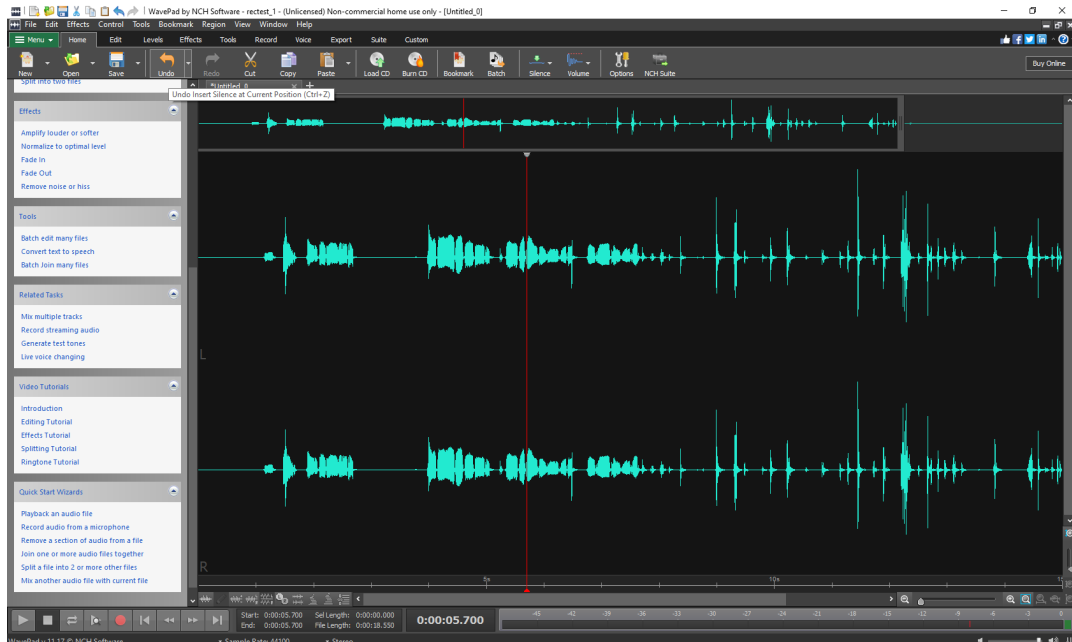 WavePad by NCH Software - rectest_1 - (Unlicensed) Non-commercial home use only - [Untitled_0]
File Edit Effects Control Tools Bookmark Region View Window Help
Menu Home Edit Levels Effects Tools Record Voice Export Suite Custom
New Open Save Undo Redo Cut Copy Paste Load CD Burn CD Bookmark Batch Silence Volume Options NCH Suite Buy Online
Split into two files
*Untitled_0
Undo Insert Silence at Current Position (Ctrl+Z)
Effects
Amplify louder or softer
Normalize to optimal level
Fade In
Fade Out
Remove noise or hiss
Tools
Batch edit many files
Convert text to speech
Batch Join many files
Related Tasks
Mix multiple tracks
Record streaming audio
Generate test tones
Live voice changing
L
Video Tutorials
Introduction
Editing Tutorial
Effects Tutorial
Splitting Tutorial
Ringtone Tutorial
Quick Start Wizards
Playback an audio file
Record audio from a microphone
Remove a section of audio from a file
Join one or more audio files together
Split a file into 2 or more other files
Mix another audio file with current file
R
5s 10s
Start: 0:00:05.700 Sel Length: 0:00:00.000
End: 0:00:05.700 File Length: 0:00:18.550
0:00:05.700
-45 -42 -39 -36 -33 -30 -27 -24 -21 -18 -15 -12 -9 -6 -3 0
WavePad v 11.17 © NCH Software Sample Rate: 44100 Stereo